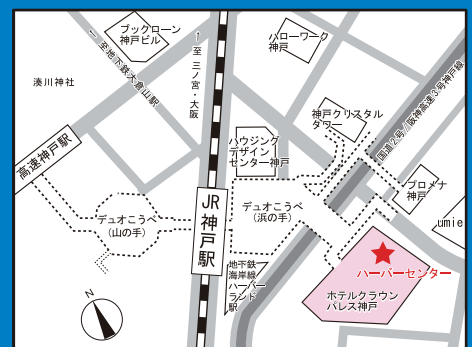 ブックローン
神戸ビル
ハローワーク
神戸
← 至地下鉄大倉山駅
← 至 三ノ宮・大阪
湊川神社
神戸クリスタル
タワー
国道2号/阪神高速3号神戸線
高速神戸駅
ハウジング
デザイン
センター神戸
プロメナ
神戸
デュオこうべ
(山の手)
JR神戸駅
デュオこうべ
(浜の手)
umie
地下鉄
海岸線
ハーバー
ランド
駅
ハーバーセンター
ホテルクラウン
パレス神戸
N